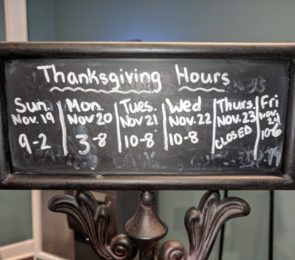 Thanksgiving Hours
Sun. Mon. Tues. Wed Thurs. Fri
Nov. 19 Nov 20 Nov 21 Nov. 22 Nov. 23 Nov. 24
9-2 3-8 10-8 10-8 CLOSED 10-6